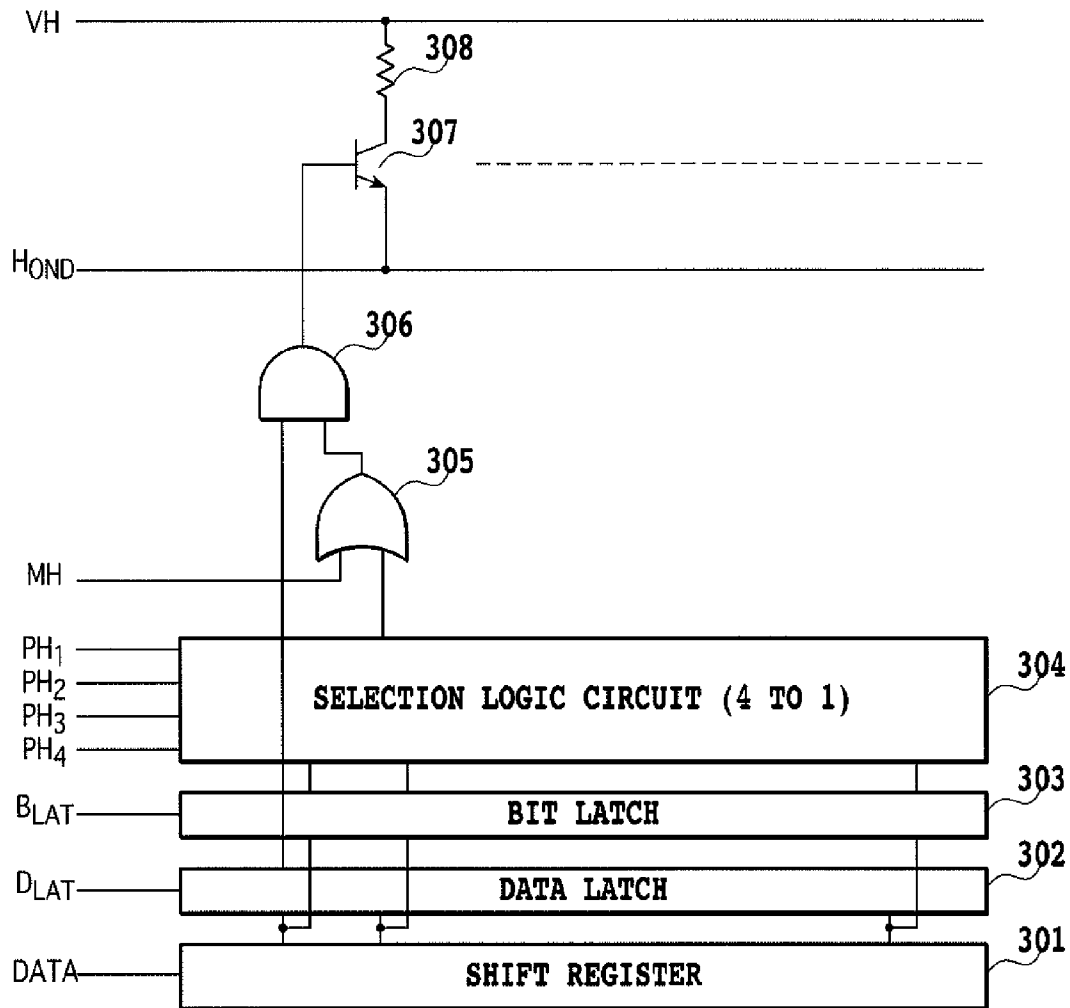 VH
308
307
HOND
306
305
MH
PH1
PH2
PH3
PH4
SELECTION LOGIC CIRCUIT (4 TO 1)
304
BLAT
BIT LATCH
303
DLAT
DATA LATCH
302
DATA
SHIFT REGISTER
301